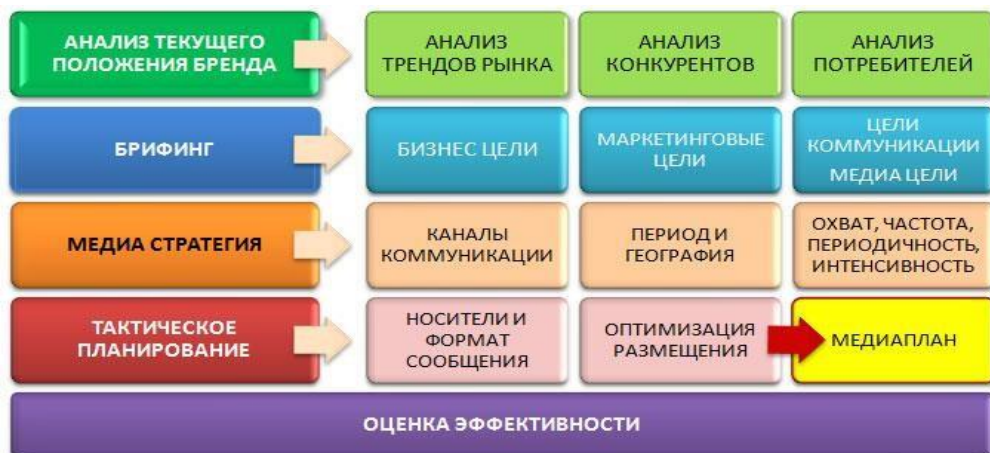 АНАЛИЗ ТЕКУЩЕГО
ПОЛОЖЕНИЯ БРЕНДА
АНАЛИЗ
ТРЕНДОВ РЫНКА
АНАЛИЗ
КОНКУРЕНТОВ
АНАЛИЗ
ПОТРЕБИТЕЛЕЙ
БРИФИНГ
БИЗНЕС ЦЕЛИ
МАРКЕТИНГОВЫЕ
ЦЕЛИ
ЦЕЛИ
КОММУНИКАЦИИ
МЕДИА ЦЕЛИ
МЕДИА СТРАТЕГИЯ
КАНАЛЫ
КОММУНИКАЦИИ
ПЕРИОД И
ГЕОГРАФИЯ
ОХВАТ, ЧАСТОТА,
ПЕРИОДИЧНОСТЬ,
ИНТЕНСИВНОСТЬ
ТАКТИЧЕСКОЕ
ПЛАНИРОВАНИЕ
НОСИТЕЛИ И
ФОРМАТ
СООБЩЕНИЯ
ОПТИМИЗАЦИЯ
РАЗМЕЩЕНИЯ
МЕДИАПЛАН
ОЦЕНКА ЭФФЕКТИВНОСТИ